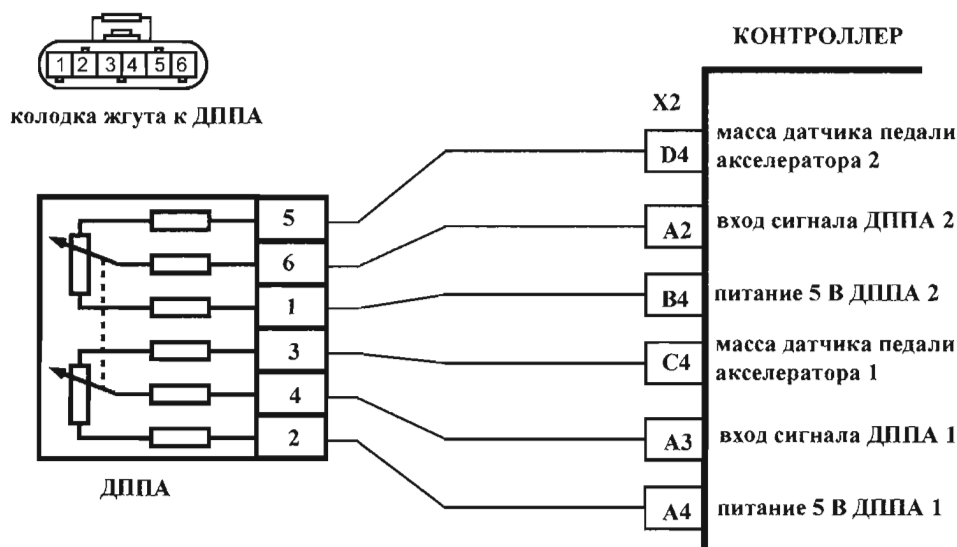 1 2 3 4 5 6
колодка жгута к ДППА
КОНТРОЛЛЕР
X2
D4
масса датчика педали
акселератора 2
A2
вход сигнала ДППА 2
B4
питание 5 В ДППА 2
C4
масса датчика педали
акселератора 1
A3
вход сигнала ДППА 1
A4
питание 5 В ДППА 1
5
6
1
3
4
2
ДППА